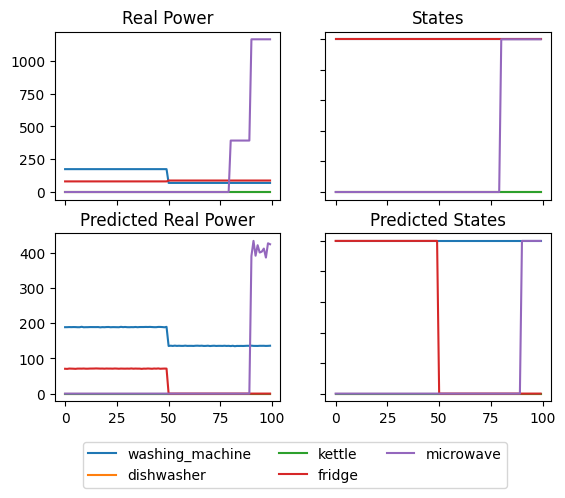 Real Power
States
1000
750
500
250
0
Predicted Real Power
Predicted States
400
300
200
100
0
0 25 50 75 100
0 25 50 75 100
washing_machine kettle microwave
dishwasher fridge